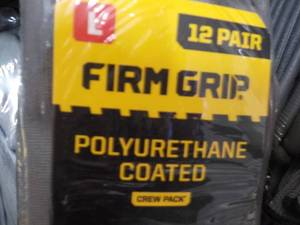 L
12 PAIR
FIRM GRIP
POLYURETHANE
COATED
CREW PACK